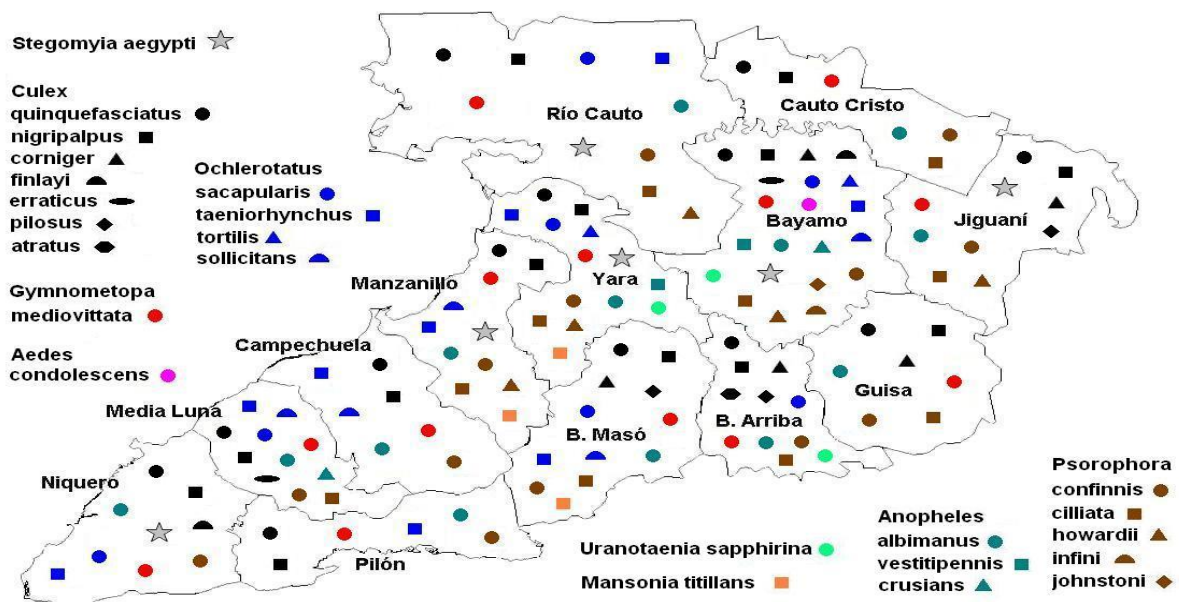 Stegomyia aegypti
Culex
quinquefasciatus
nigripalpus
corniger
finlayi
erraticus
pilosus
atratus
Ochlerotatus
sacapularis
taeniorhynchus
tortilis
sollicitans
Gymnometopa
mediovittata
Aedes
condolescens
Río Cauto
Cauto Cristo
Bayamo
Jiguaní
Yara
Manzanillo
Campechuela
Media Luna
Niquero
Pilón
B. Masó
B. Arriba
Guisa
Uranotaenia sapphirina
Mansonia titillans
Anopheles
albimanus
vestitipennis
crusians
Psorophora
confinnis
cilliata
howardii
infini
johnstoni